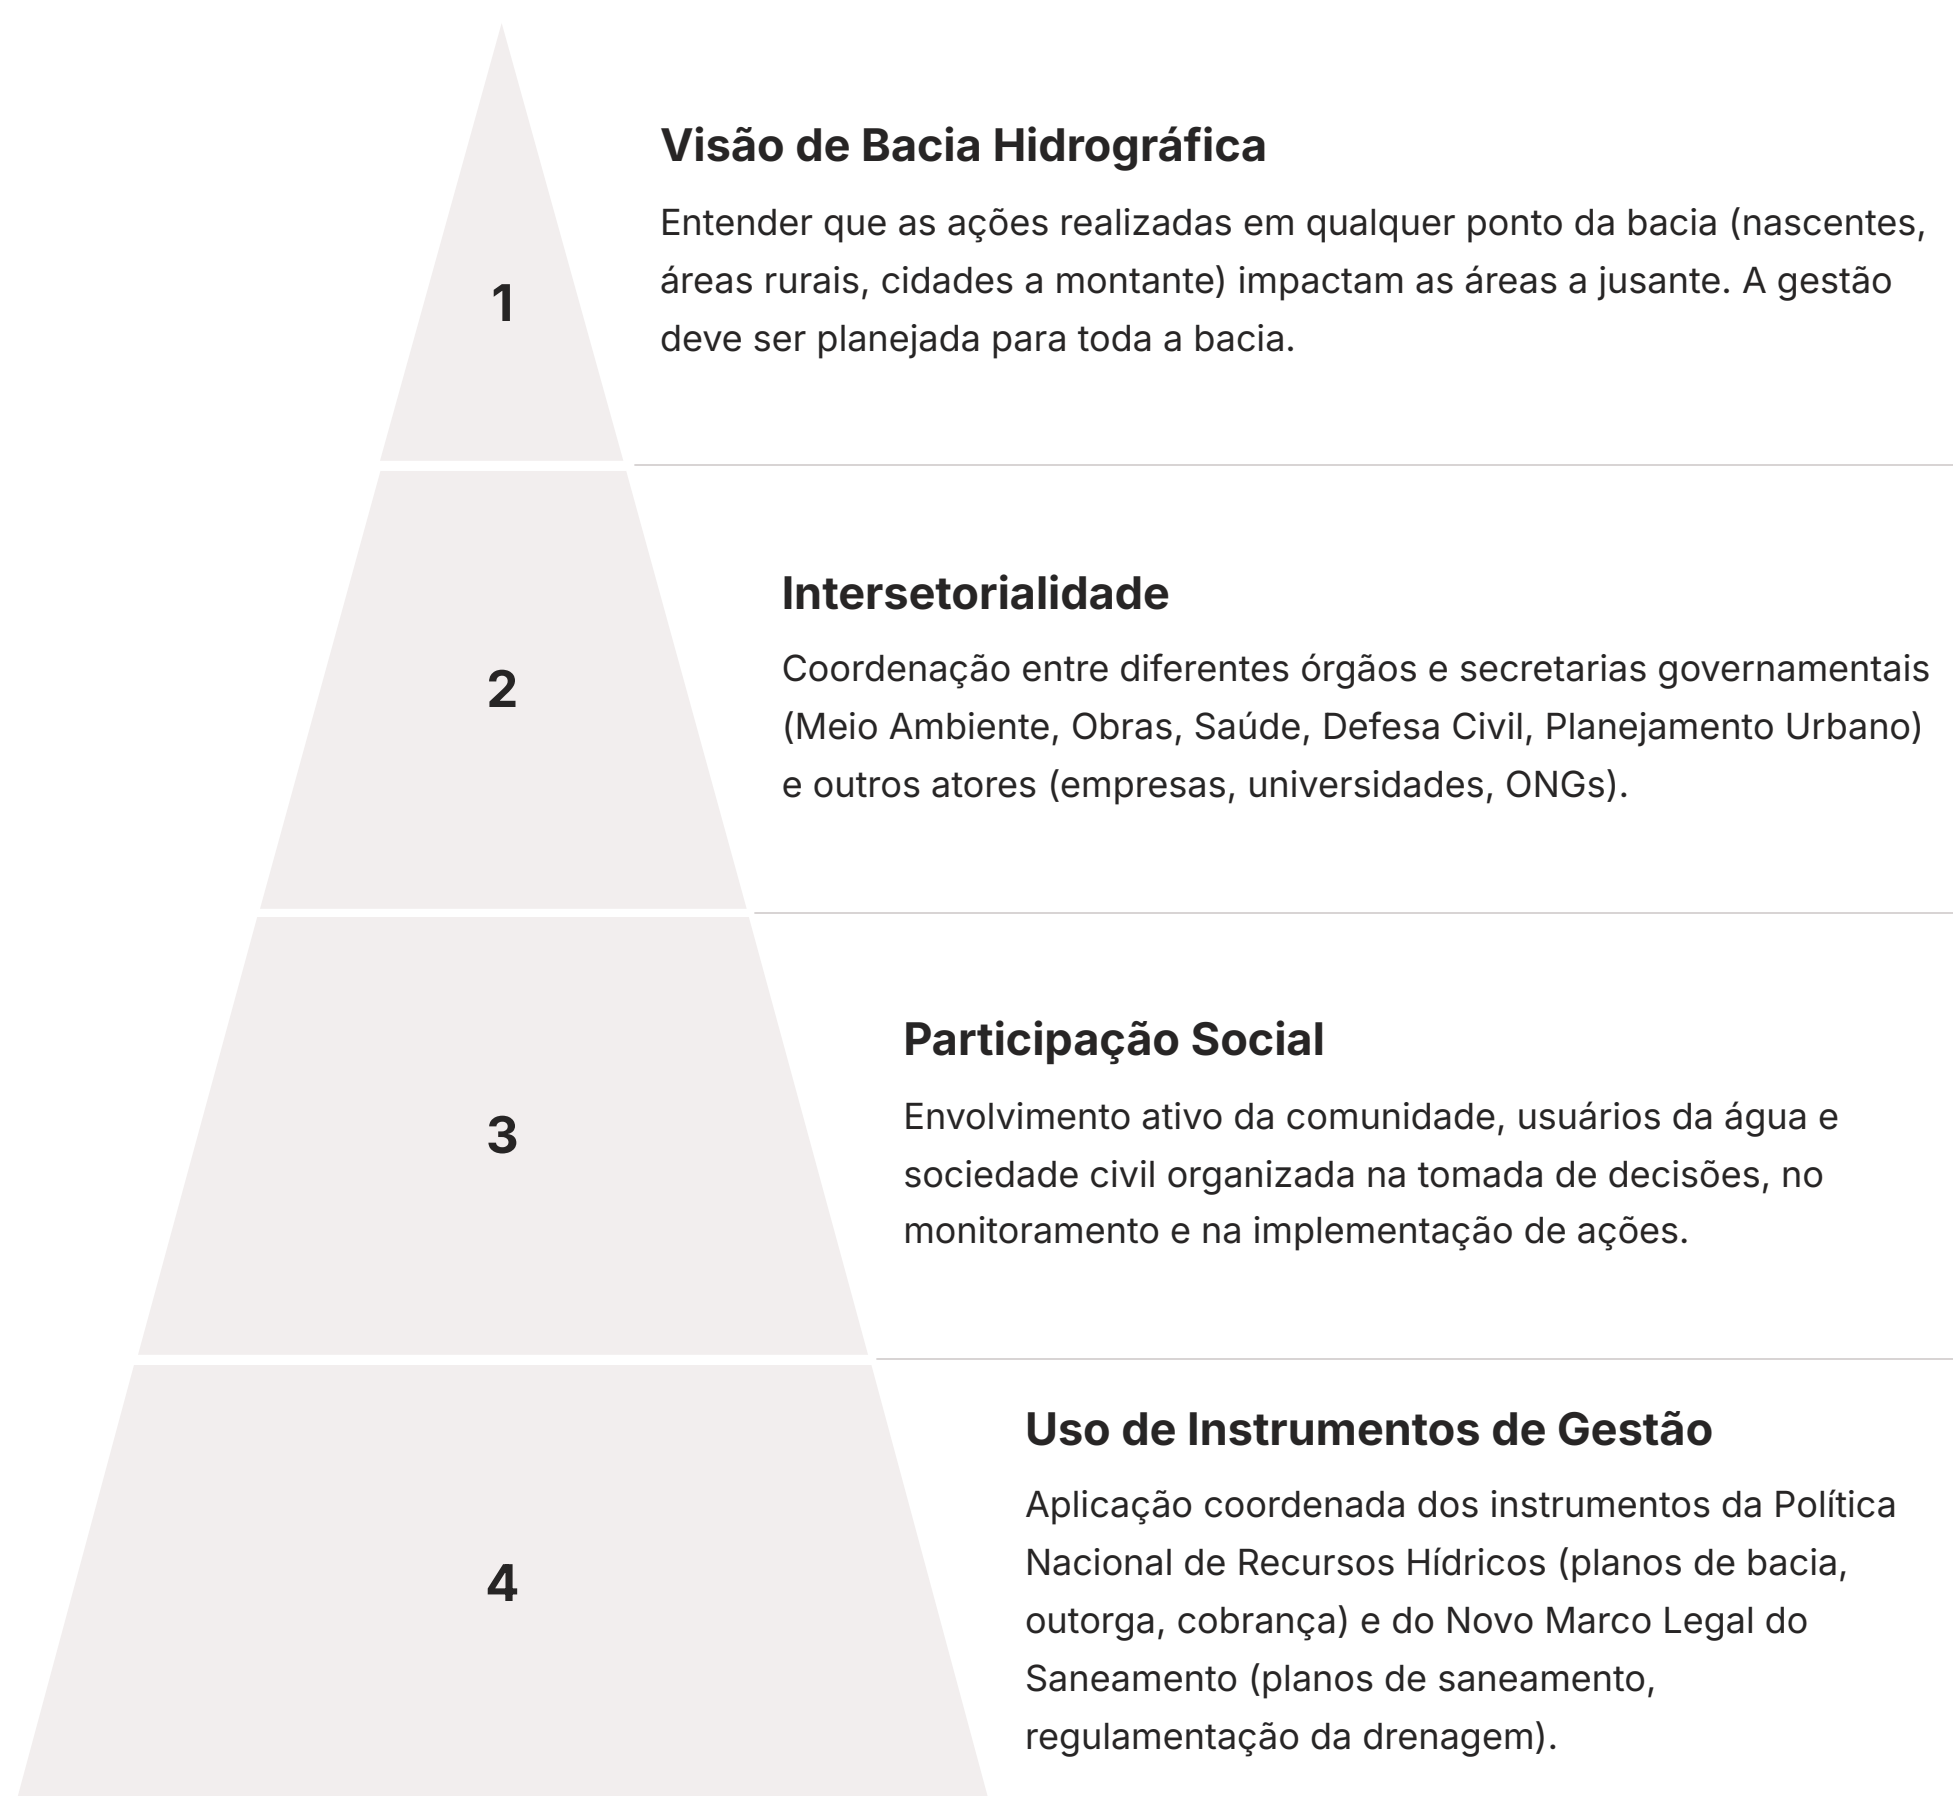 1
Visão de Bacia Hidrográfica
Entender que as ações realizadas em qualquer ponto da bacia (nascentes,
áreas rurais, cidades a montante) impactam as áreas a jusante. A gestão
deve ser planejada para toda a bacia.
2
Intersetorialidade
Coordenação entre diferentes órgãos e secretarias governamentais
(Meio Ambiente, Obras, Saúde, Defesa Civil, Planejamento Urbano)
e outros atores (empresas, universidades, ONGs).
3
Participação Social
Envolvimento ativo da comunidade, usuários da água e
sociedade civil organizada na tomada de decisões, no
monitoramento e na implementação de ações.
4
Uso de Instrumentos de Gestão
Aplicação coordenada dos instrumentos da Política
Nacional de Recursos Hídricos (planos de bacia,
outorga, cobrança) e do Novo Marco Legal do
Saneamento (planos de saneamento,
regulamentação da drenagem).